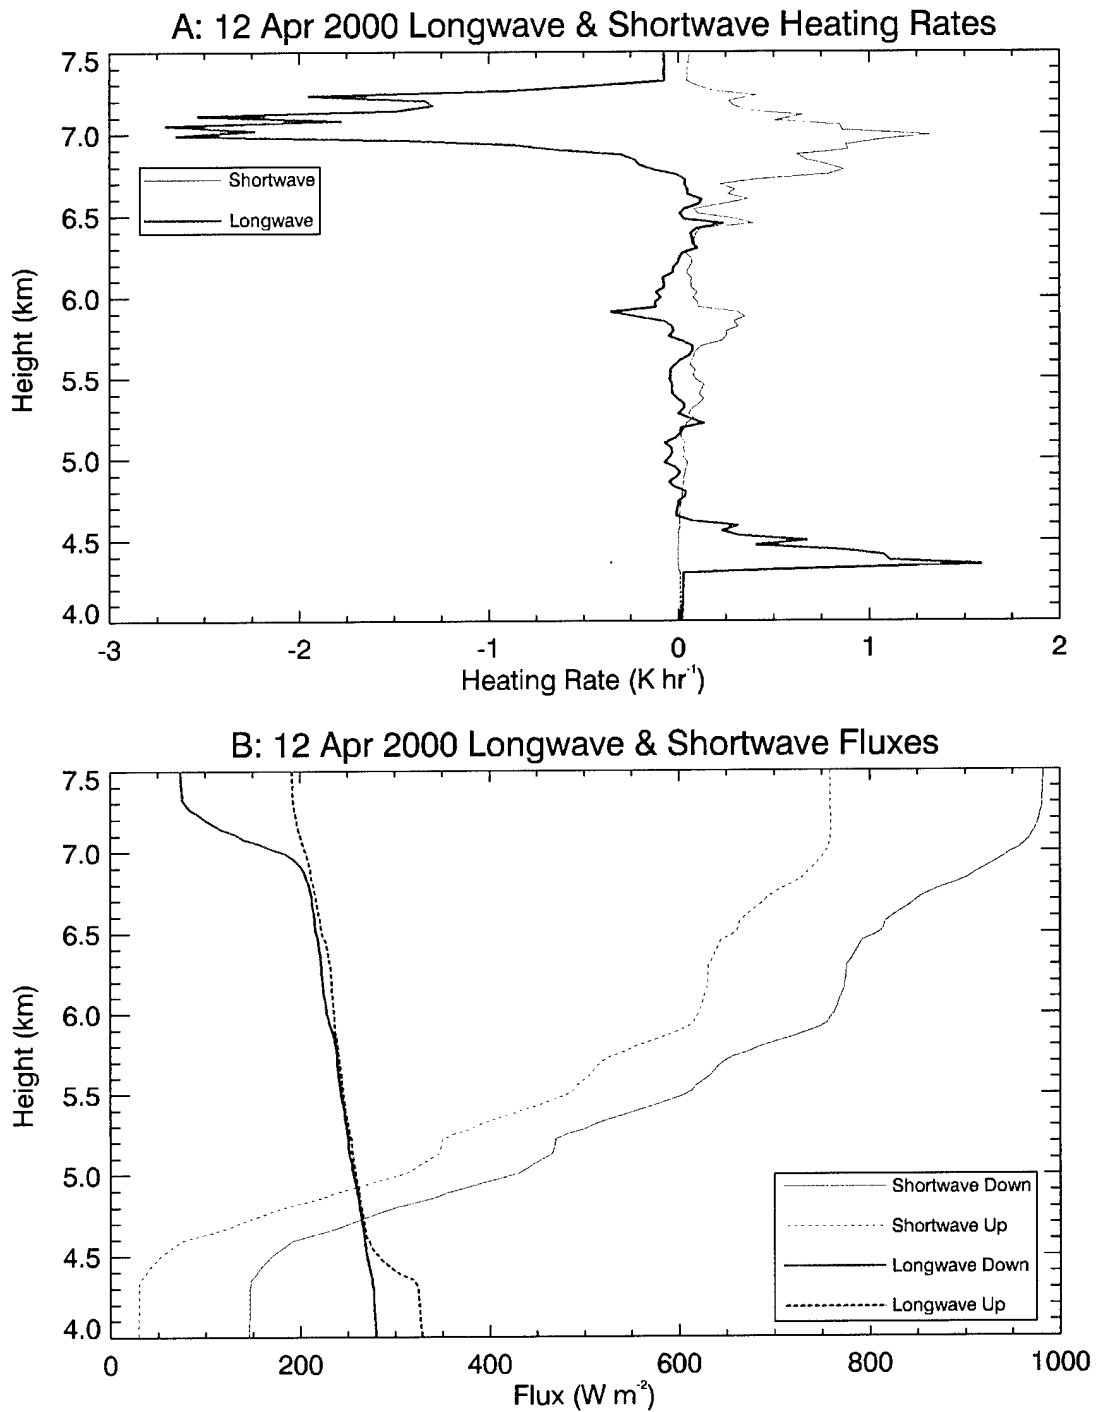 A: 12 Apr 2000 Longwave & Shortwave Heating Rates
7.5
7.0
6.5
6.0
5.5
5.0
4.5
4.0
Height (km)
Shortwave
Longwave
-3 -2 -1 0 1 2
Heating Rate (K hr⁻¹)
B: 12 Apr 2000 Longwave & Shortwave Fluxes
7.5
7.0
6.5
6.0
5.5
5.0
4.5
4.0
Height (km)
Shortwave Down
Shortwave Up
Longwave Down
Longwave Up
0 200 400 600 800 1000
Flux (W m⁻²)